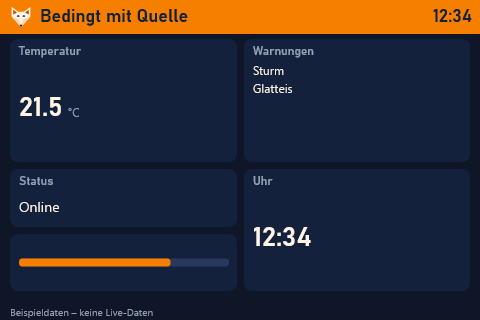 Bedingt mit Quelle
12:34
Temperatur
21.5 °C
Warnungen
Sturm
Glatteis
Status
Online
Uhr
12:34
Beispieldaten – keine Live-Daten